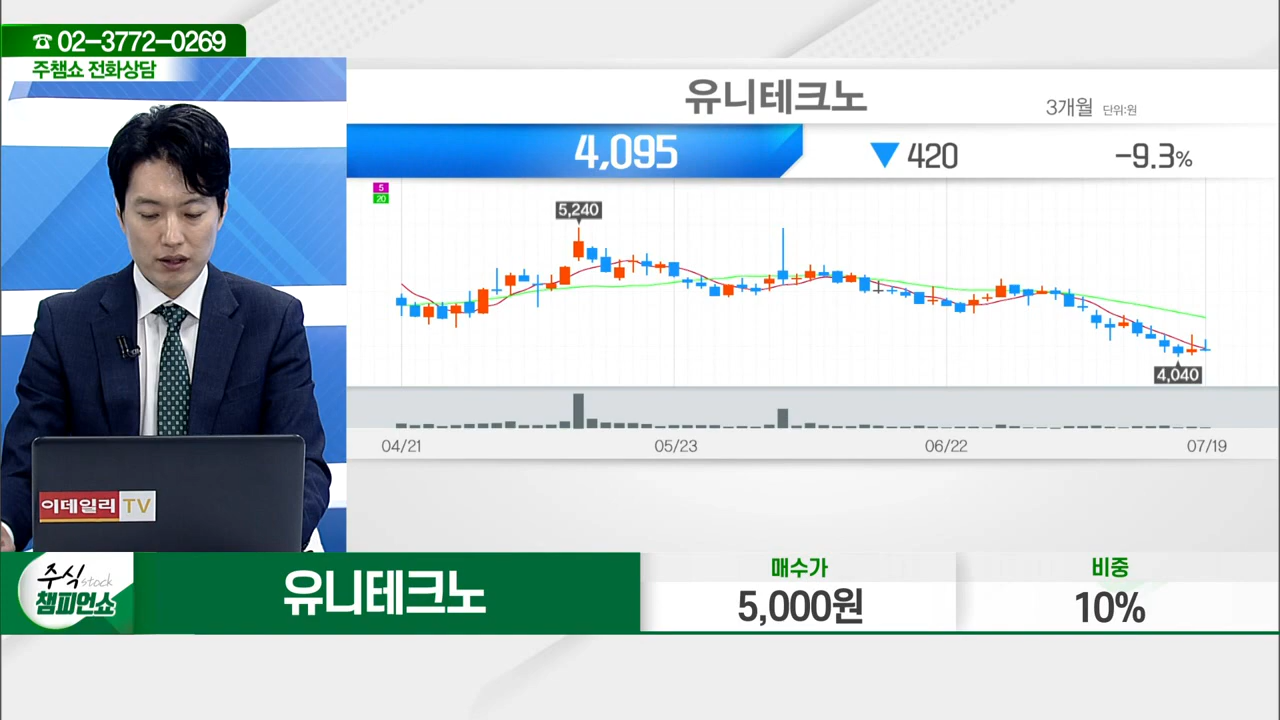 ☎ 02-3772-0269
주챔쇼 전화상담
유니테크노
3개월 단위:원
4,095 ▼ 420 -9.3%
5
20
5,240
4,040
04/21 05/23 06/22 07/19
이데일리 TV
주식 stock
챔피언쇼
유니테크노
매수가
5,000원
비중
10%